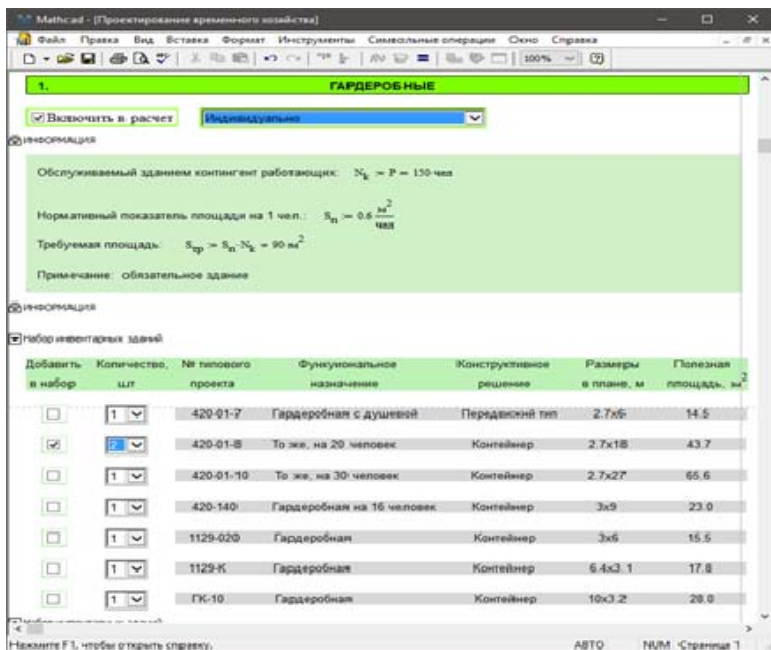 Mathcad - [Проектирование временного хозяйства]
Файл Правка Вид Вставка Формат Инструменты Символьные операции Окно Справка
100%
1. ГАРДЕРОБНЫЕ
Включить в расчет Индивидуально
ИНФОРМАЦИЯ
Обслуживаемый зданием контингент работающих: N_k := P = 150 чел
Нормативный показатель площади на 1 чел.: S_n := 0.6 м²/чел
Требуемая площадь: S_тр := S_n·N_k = 90 м²
Примечание: обязательное здание
ИНФОРМАЦИЯ
Набор инвентарных зданий
Добавить в набор Количество, шт № типового проекта Функциональное назначение Конструктивное решение Размеры в плане, м Полезная площадь, м²
1 420-01-7 Гардеробная с душевой Передвижной тип 2.7x6 14.5
2 420-01-8 То же, на 20 человек Контейнер 2.7x18 43.7
1 420-01-10 То же, на 30 человек Контейнер 2.7x27 65.6
1 420-140 Гардеробная на 16 человек Контейнер 3x9 23.0
1 1129-020 Гардеробная Контейнер 3x6 15.5
1 1129-К Гардеробная Контейнер 6.4x3.1 17.8
1 ГК-10 Гардеробная Контейнер 10x3.2 28.0
Нажмите F1, чтобы открыть справку. АВТО NUM Страница 1